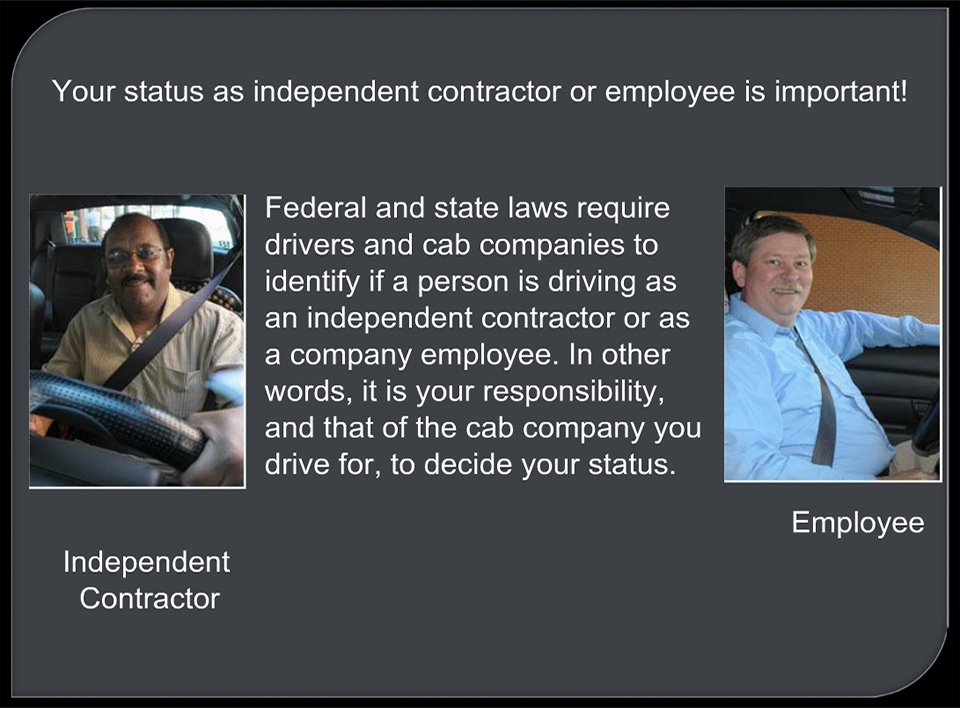 Your status as independent contractor or employee is important!
Federal and state laws require
drivers and cab companies to
identify if a person is driving as
an independent contractor or as
a company employee. In other
words, it is your responsibility,
and that of the cab company you
drive for, to decide your status.
Employee
Independent
Contractor